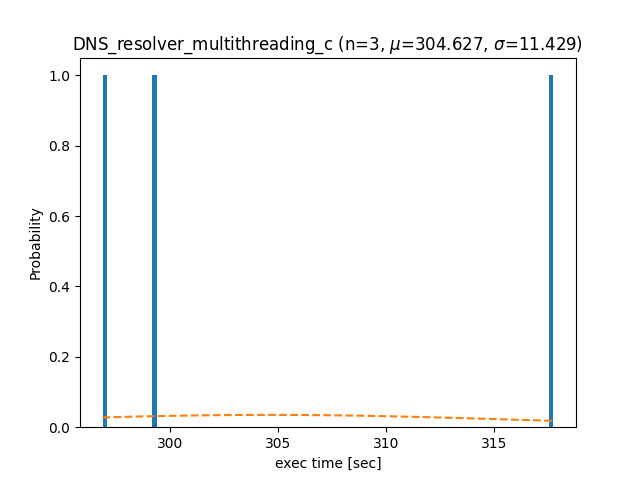 DNS_resolver_multithreading_c (n=3, μ=304.627, σ=11.429)
1.0
0.8
0.6
0.4
0.2
0.0
Probability
300 305 310 315
exec time [sec]